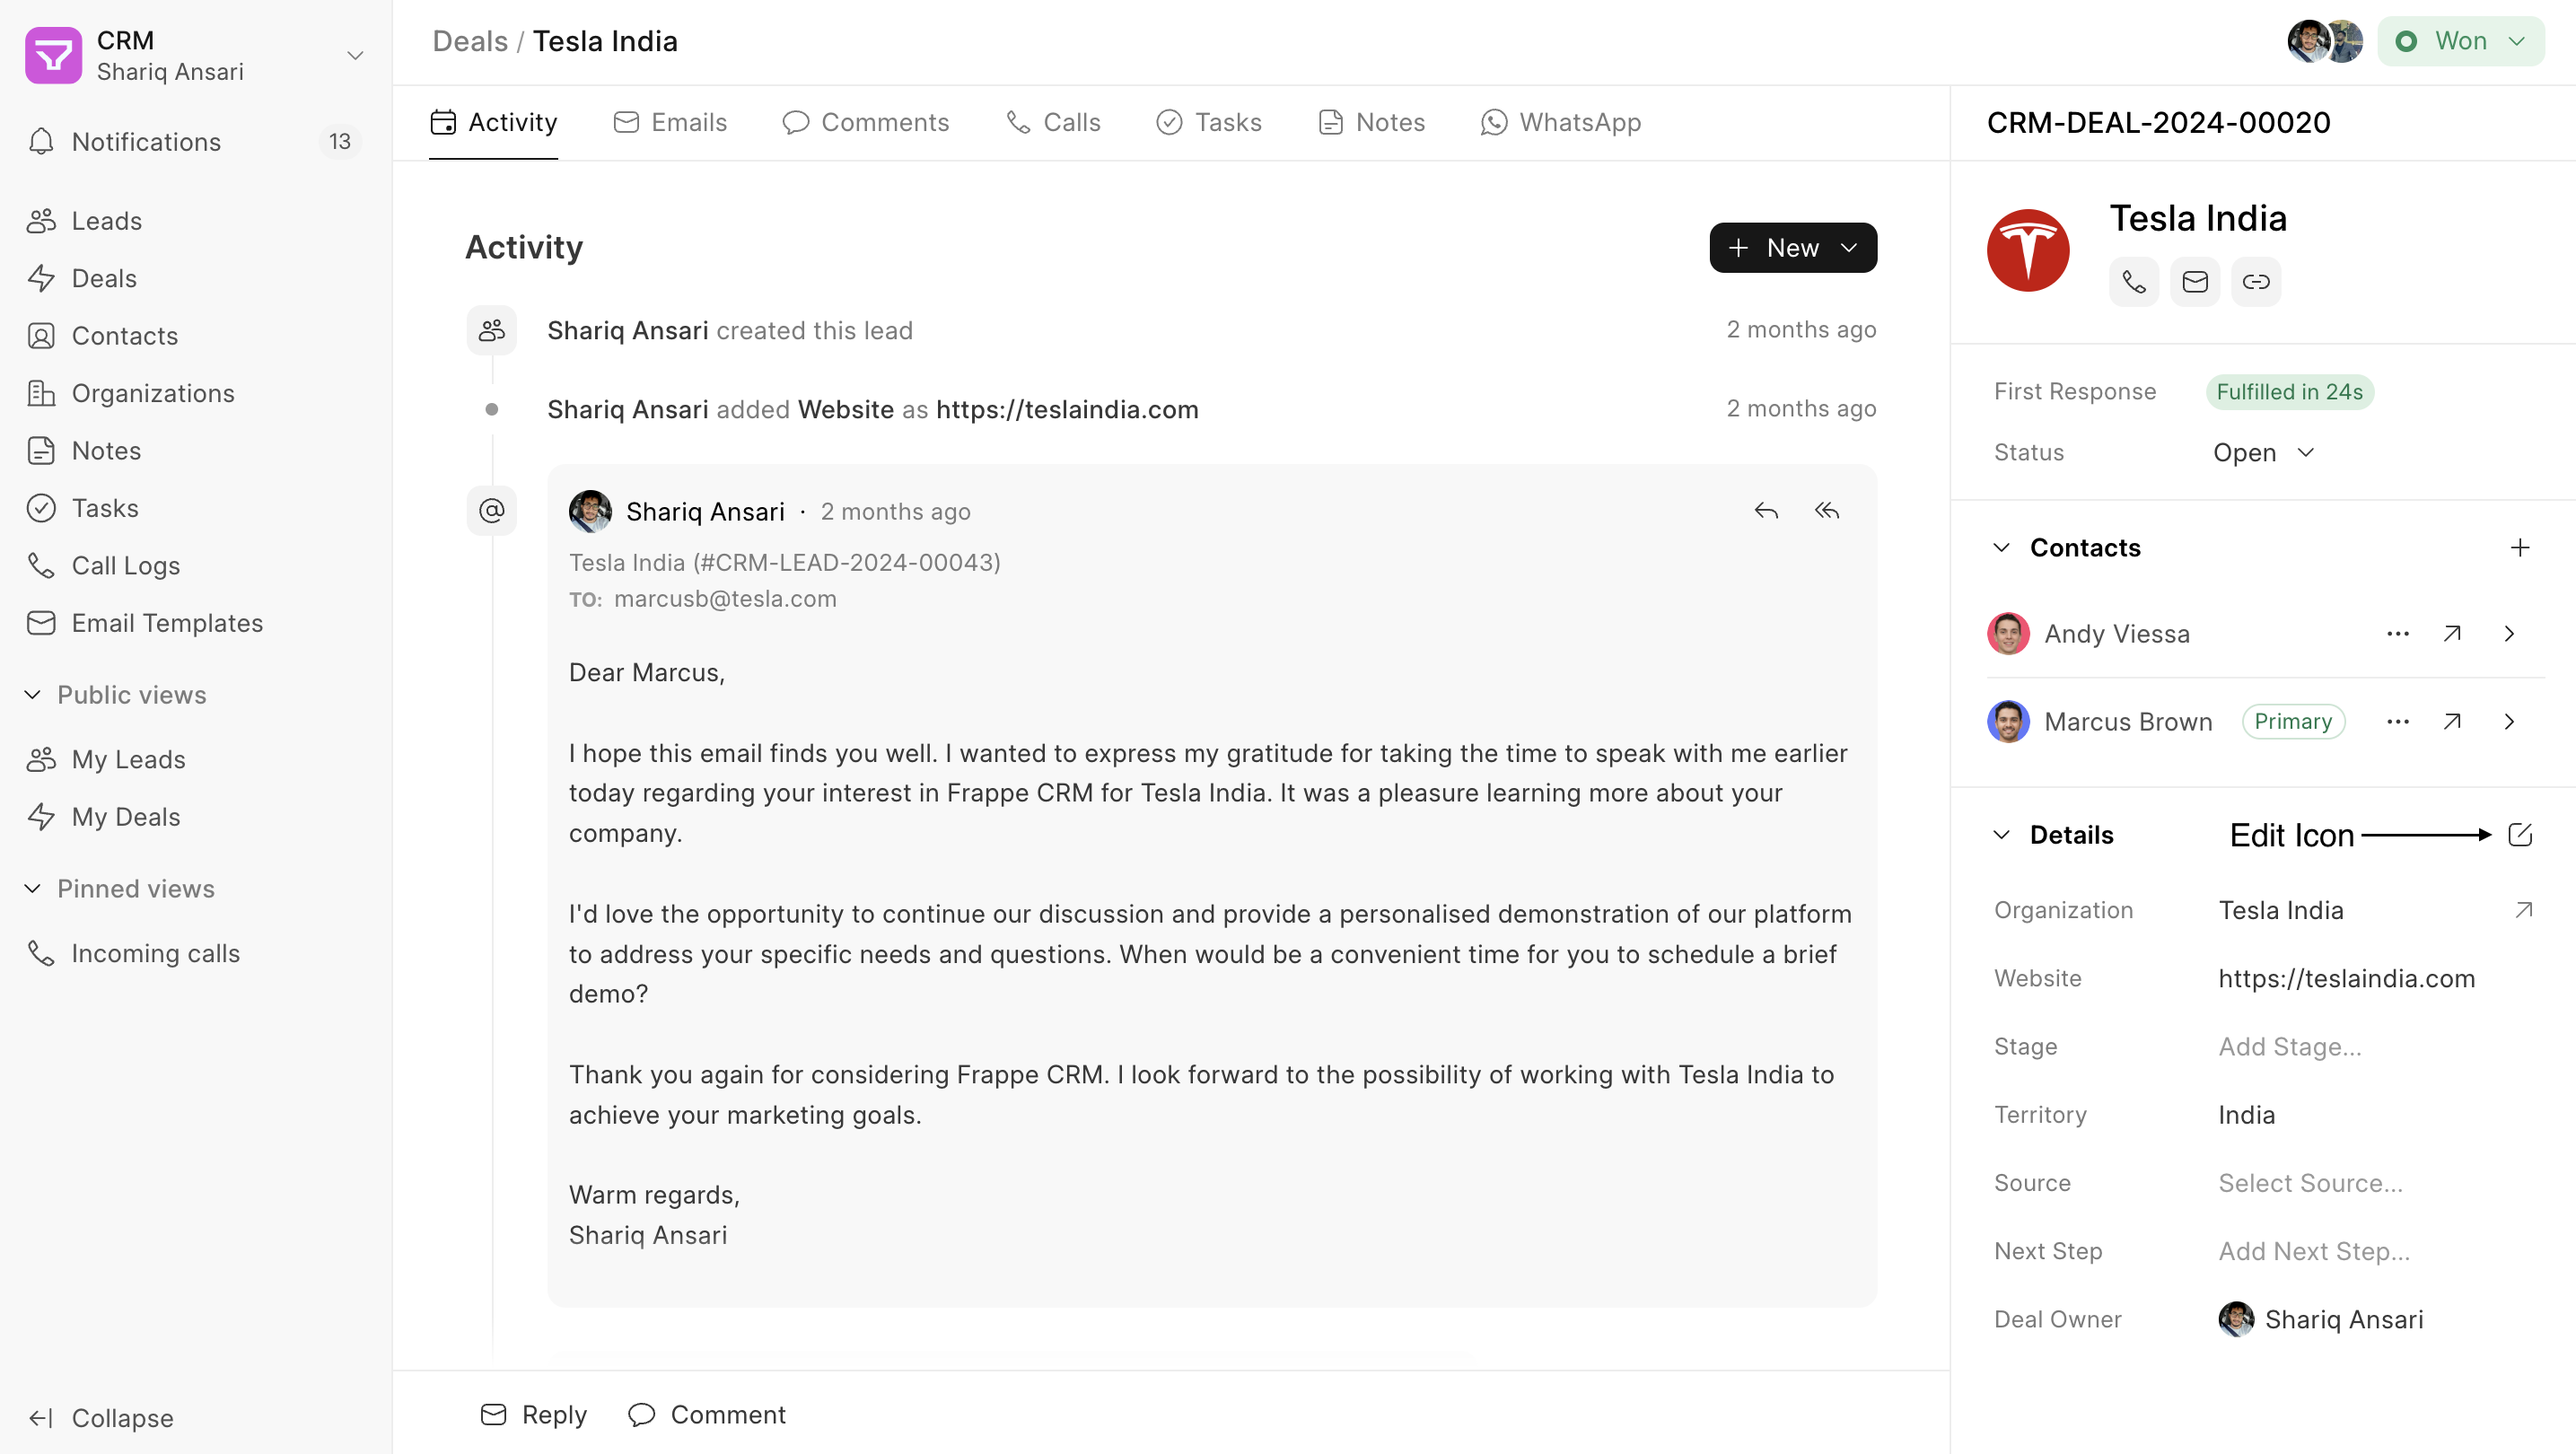 CRM
Shariq Ansari
Notifications 13
Leads
Deals
Contacts
Organizations
Notes
Tasks
Call Logs
Email Templates
Public views
My Leads
My Deals
Pinned views
Incoming calls
Collapse
Deals / Tesla India
Won
Activity Emails Comments Calls Tasks Notes WhatsApp
Activity
New
Shariq Ansari created this lead 2 months ago
Shariq Ansari added Website as https://teslaindia.com 2 months ago
@
Shariq Ansari · 2 months ago
Tesla India (#CRM-LEAD-2024-00043)
TO: marcusb@tesla.com
Dear Marcus,
I hope this email finds you well. I wanted to express my gratitude for taking the time to speak with me earlier
today regarding your interest in Frappe CRM for Tesla India. It was a pleasure learning more about your
company.
I'd love the opportunity to continue our discussion and provide a personalised demonstration of our platform
to address your specific needs and questions. When would be a convenient time for you to schedule a brief
demo?
Thank you again for considering Frappe CRM. I look forward to the possibility of working with Tesla India to
achieve your marketing goals.
Warm regards,
Shariq Ansari
Reply Comment
CRM-DEAL-2024-00020
Tesla India
First Response Fulfilled in 24s
Status Open
Contacts
Andy Viessa
Marcus Brown Primary
Details Edit Icon
Organization Tesla India
Website https://teslaindia.com
Stage Add Stage...
Territory India
Source Select Source...
Next Step Add Next Step...
Deal Owner Shariq Ansari